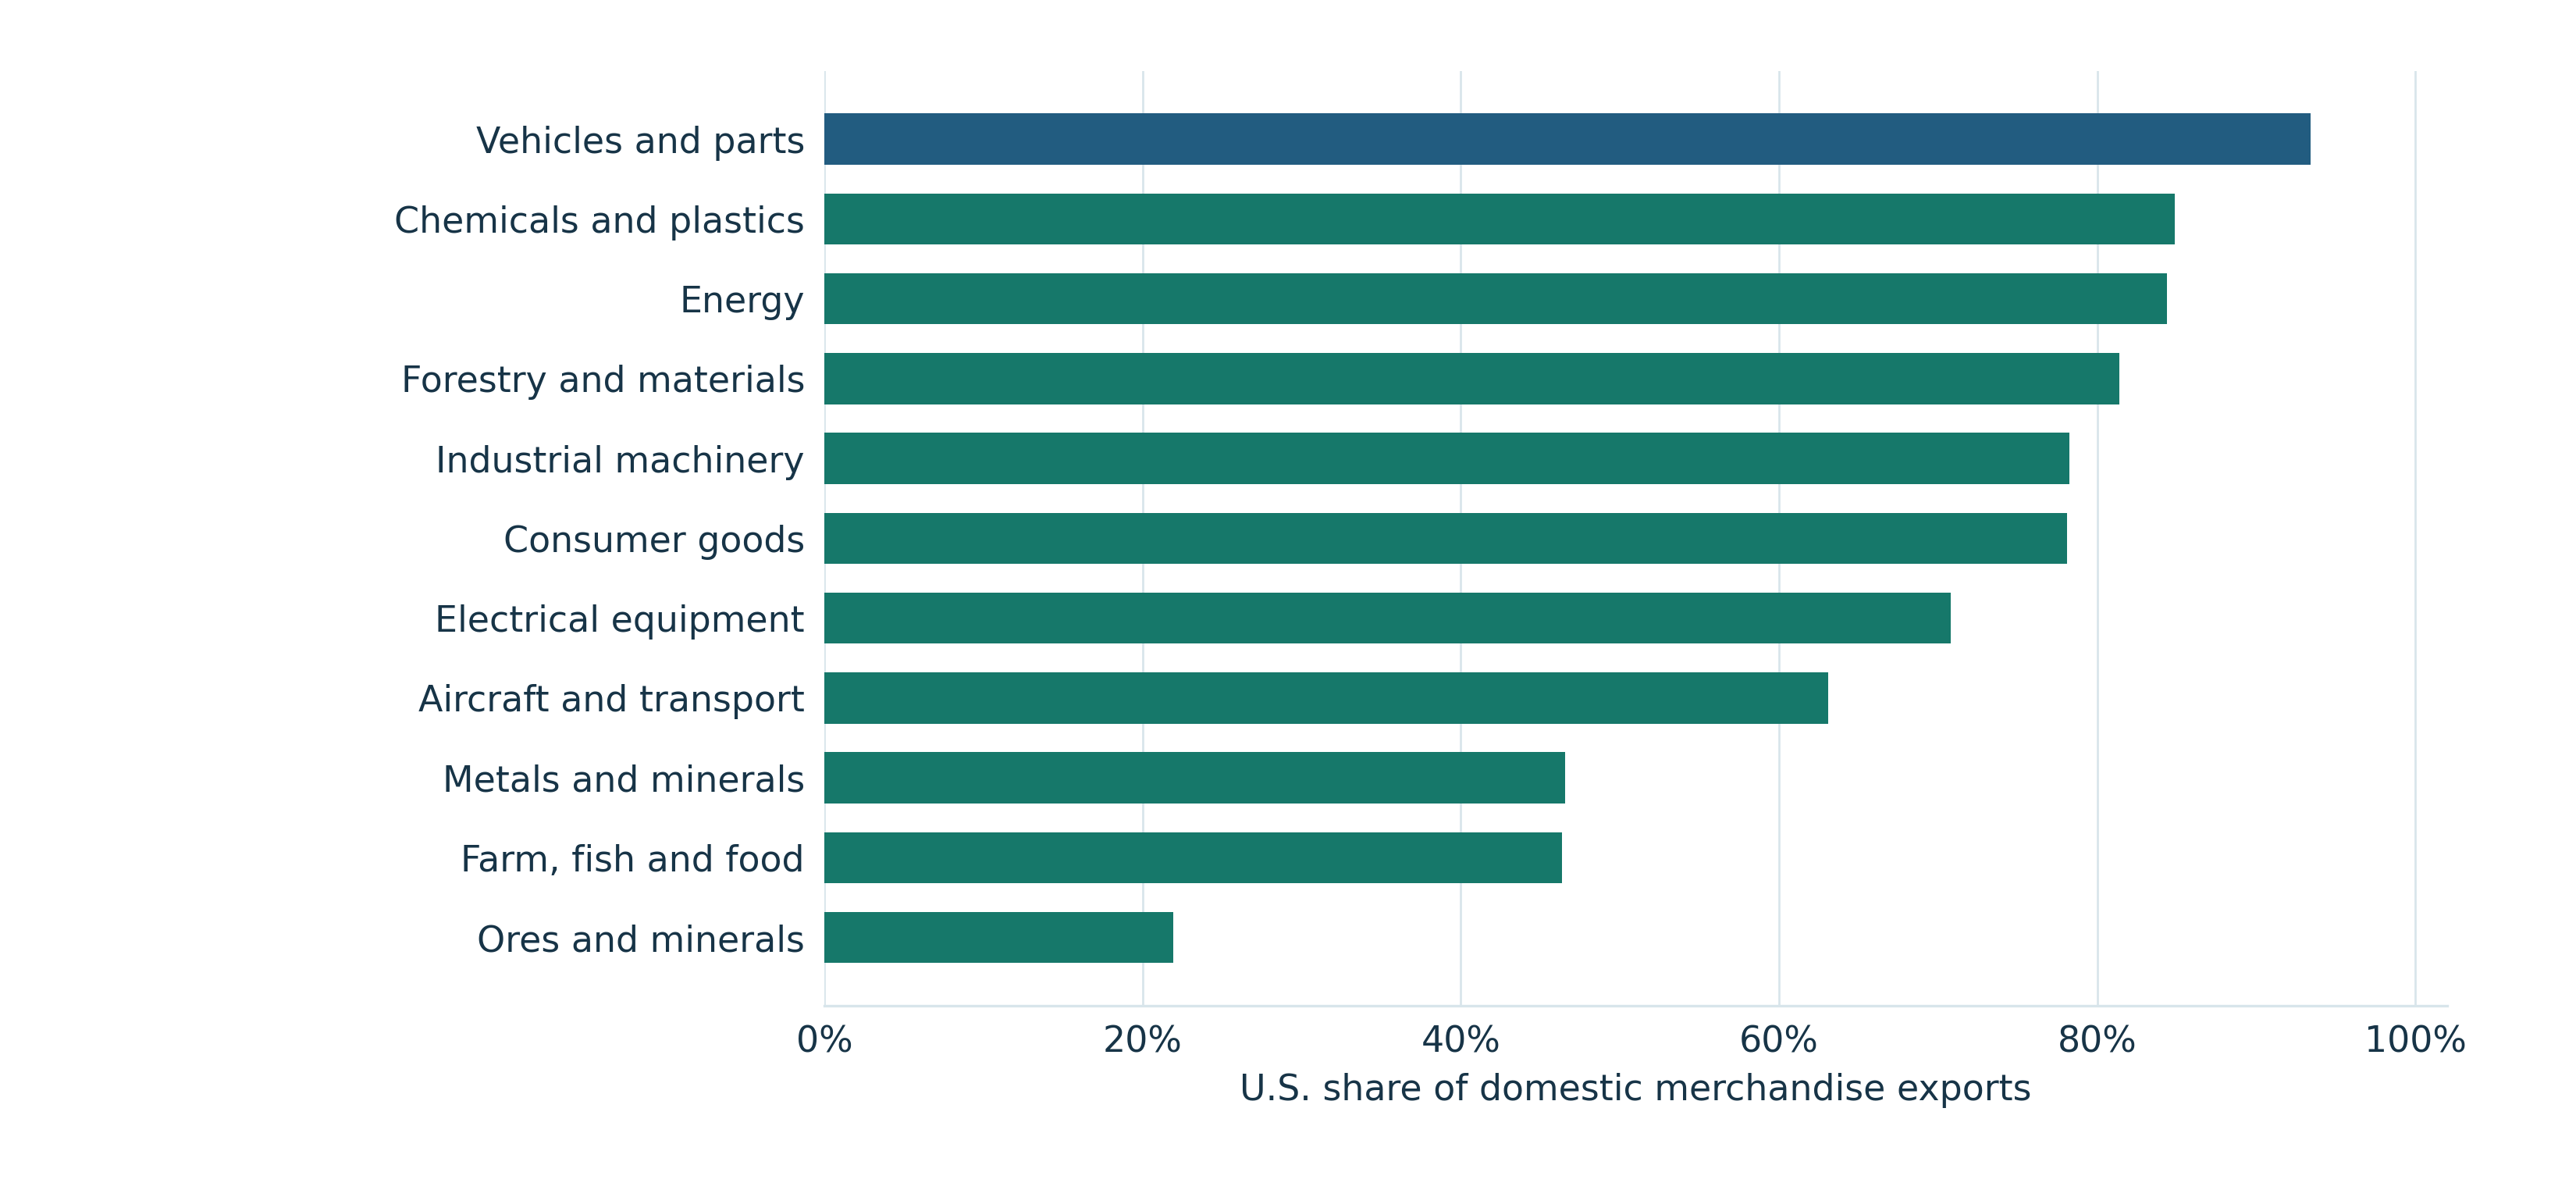 Vehicles and parts
Chemicals and plastics
Energy
Forestry and materials
Industrial machinery
Consumer goods
Electrical equipment
Aircraft and transport
Metals and minerals
Farm, fish and food
Ores and minerals
0% 20% 40% 60% 80% 100%
U.S. share of domestic merchandise exports